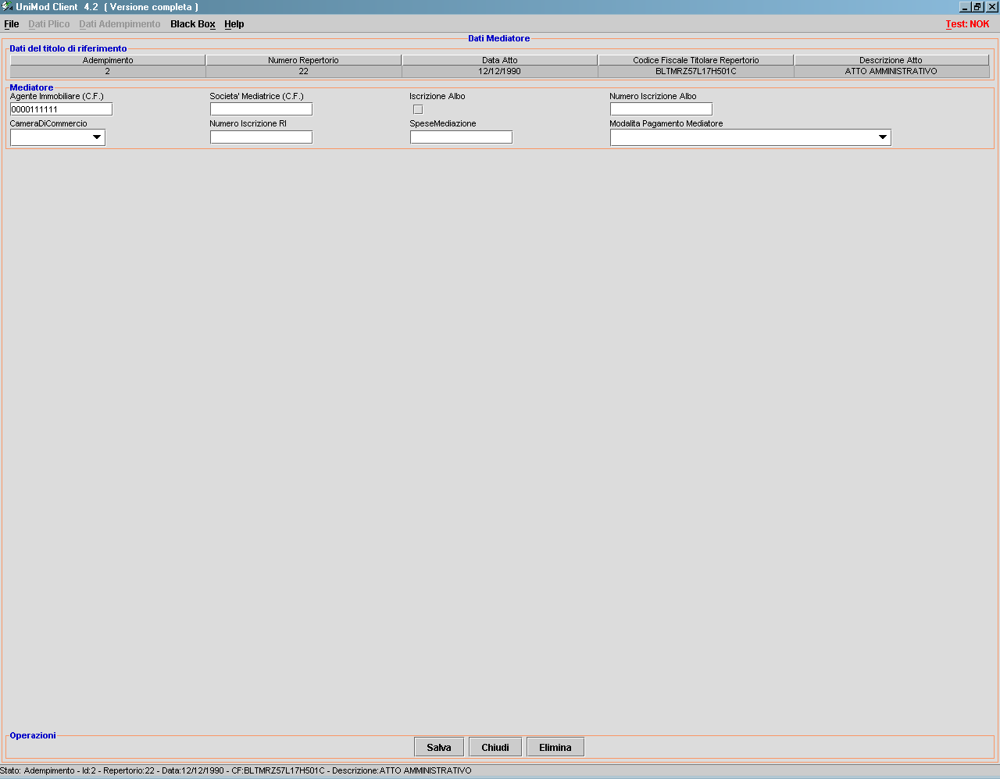 UniMod Client 4.2 ( Versione completa )
File Dati Plico Dati Adempimento Black Box Help Test: NOK
Dati Mediatore
Dati del titolo di riferimento
Adempimento Numero Repertorio Data Atto Codice Fiscale Titolare Repertorio Descrizione Atto
2 22 12/12/1990 BLTMRZ57L17H501C ATTO AMMINISTRATIVO
Mediatore
Agente Immobiliare (C.F.) Societa' Mediatrice (C.F.) Iscrizione Albo Numero Iscrizione Albo
0000111111
CameraDiCommercio Numero Iscrizione RI SpeseMediazione Modalita Pagamento Mediatore
Operazioni
Salva Chiudi Elimina
Stato: Adempimento - Id:2 - Repertorio:22 - Data:12/12/1990 - CF:BLTMRZ57L17H501C - Descrizione:ATTO AMMINISTRATIVO